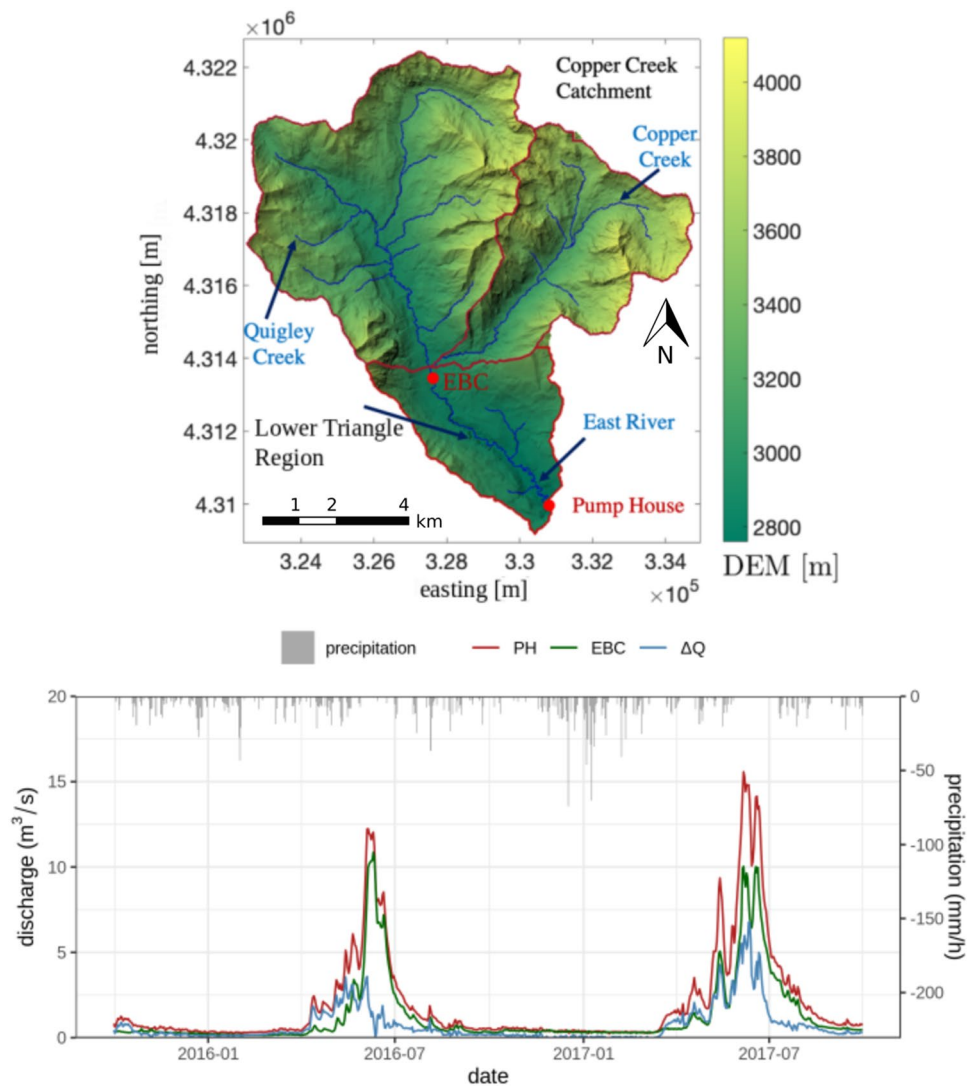 ×10⁶
4.322
4.32
4.318
4.316
4.314
4.312
4.31
northing [m]
Copper Creek
Catchment
Copper
Creek
Quigley
Creek
N
EBC
Lower Triangle
Region
East River
Pump House
1 2 4
km
3.24 3.26 3.28 3.3 3.32 3.34
easting [m]
×10⁵
4000
3800
3600
3400
3200
3000
2800
DEM [m]
precipitation PH EBC ΔQ
20
15
10
5
0
discharge (m³/s)
0
-50
-100
-150
-200
precipitation (mm/h)
2016-01 2016-07 2017-01 2017-07
date